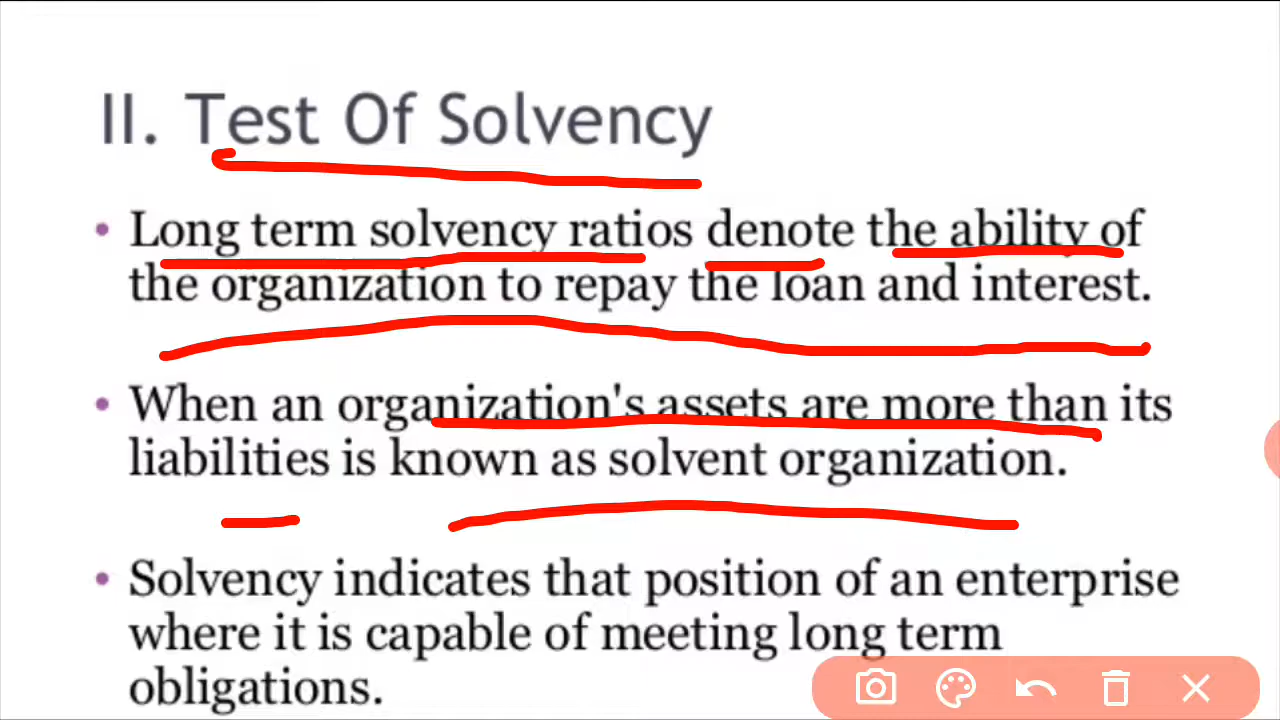 II. Test Of Solvency
• Long term solvency ratios denote the ability of
the organization to repay the loan and interest.
• When an organization's assets are more than its
liabilities is known as solvent organization.
• Solvency indicates that position of an enterprise
where it is capable of meeting long term
obligations.